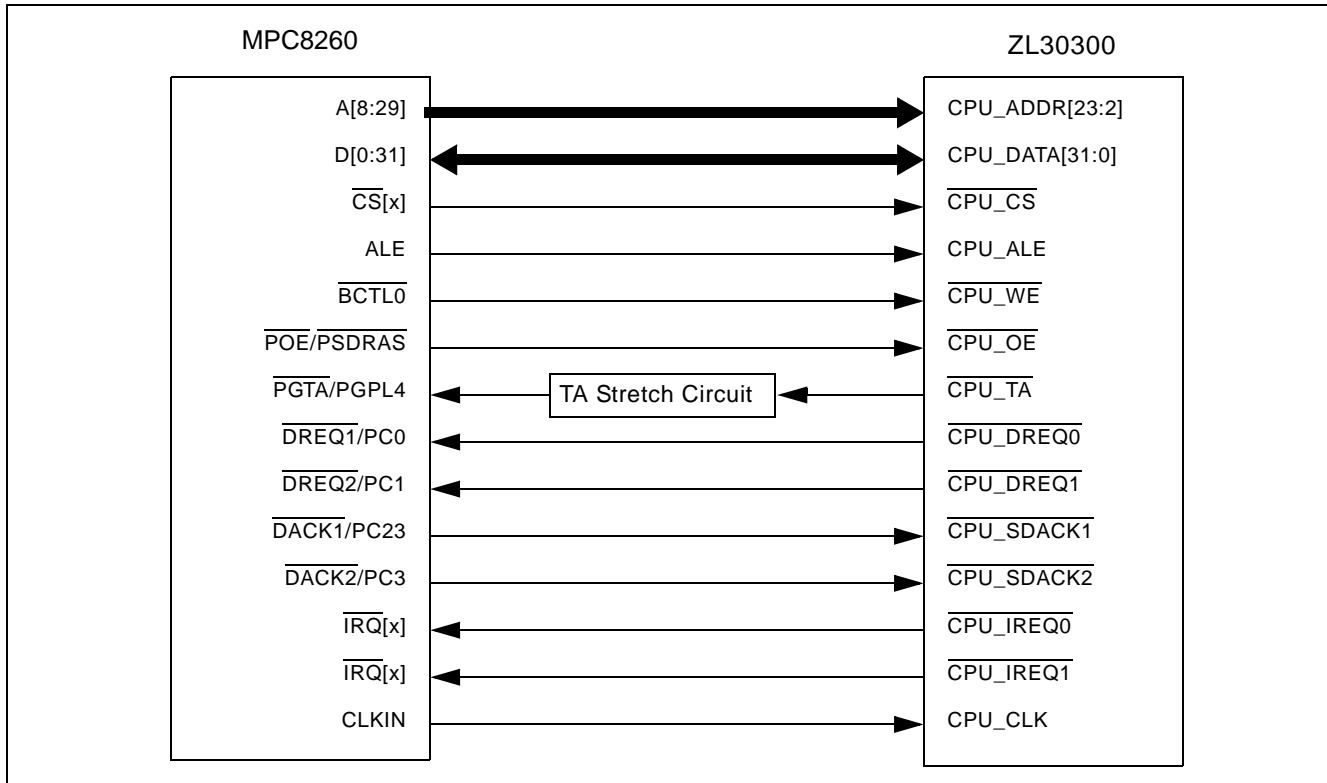 MPC8260 ZL30300
A[8:29] CPU_ADDR[23:2]
D[0:31] CPU_DATA[31:0]
CS[x] CPU_CS
ALE CPU_ALE
BCTL0 CPU_WE
POE/PSDRAS CPU_OE
PGTA/PGPL4 TA Stretch Circuit CPU_TA
DREQ1/PC0 CPU_DREQ0
DREQ2/PC1 CPU_DREQ1
DACK1/PC23 CPU_SDACK1
DACK2/PC3 CPU_SDACK2
IRQ[x] CPU_IREQ0
IRQ[x] CPU_IREQ1
CLKIN CPU_CLK